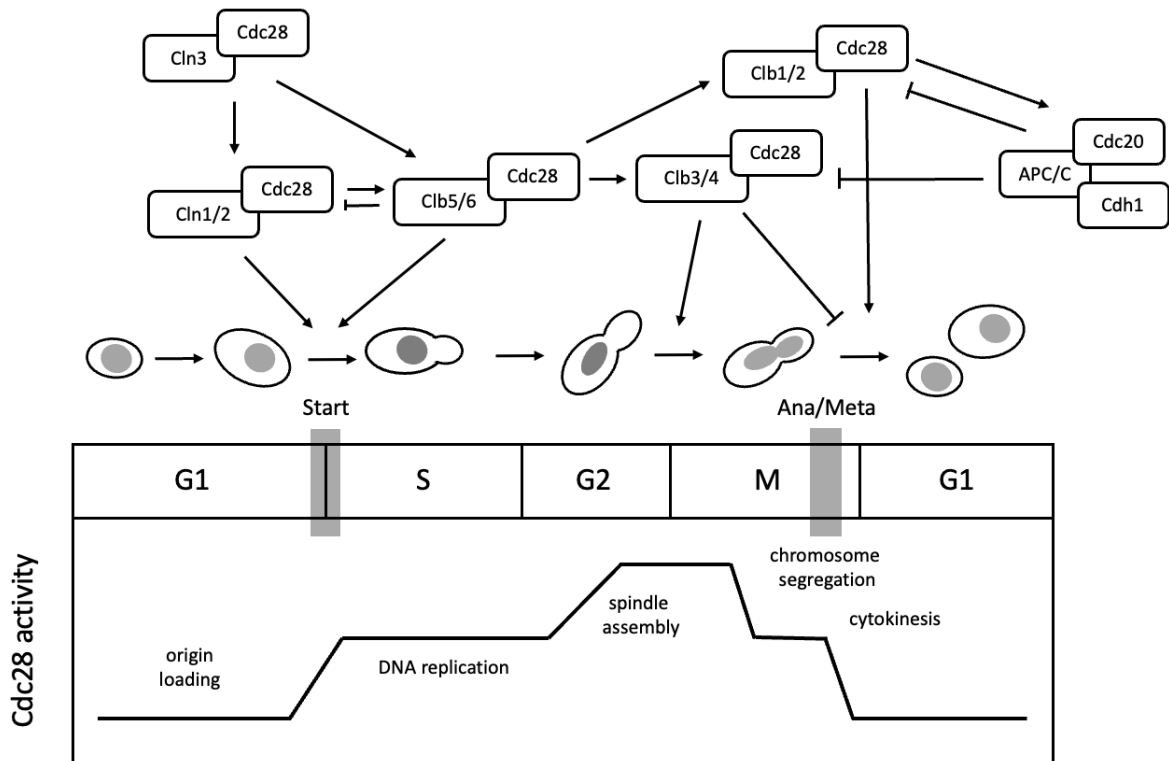 Cdc28
Cln3
Cdc28
Clb1/2
Cdc20
APC/C
Cdh1
Cdc28
Clb3/4
Cdc28
Clb5/6
Cdc28
Cln1/2
Start
Ana/Meta
G1
S
G2
M
G1
Cdc28 activity
origin
loading
DNA replication
spindle
assembly
chromosome
segregation
cytokinesis